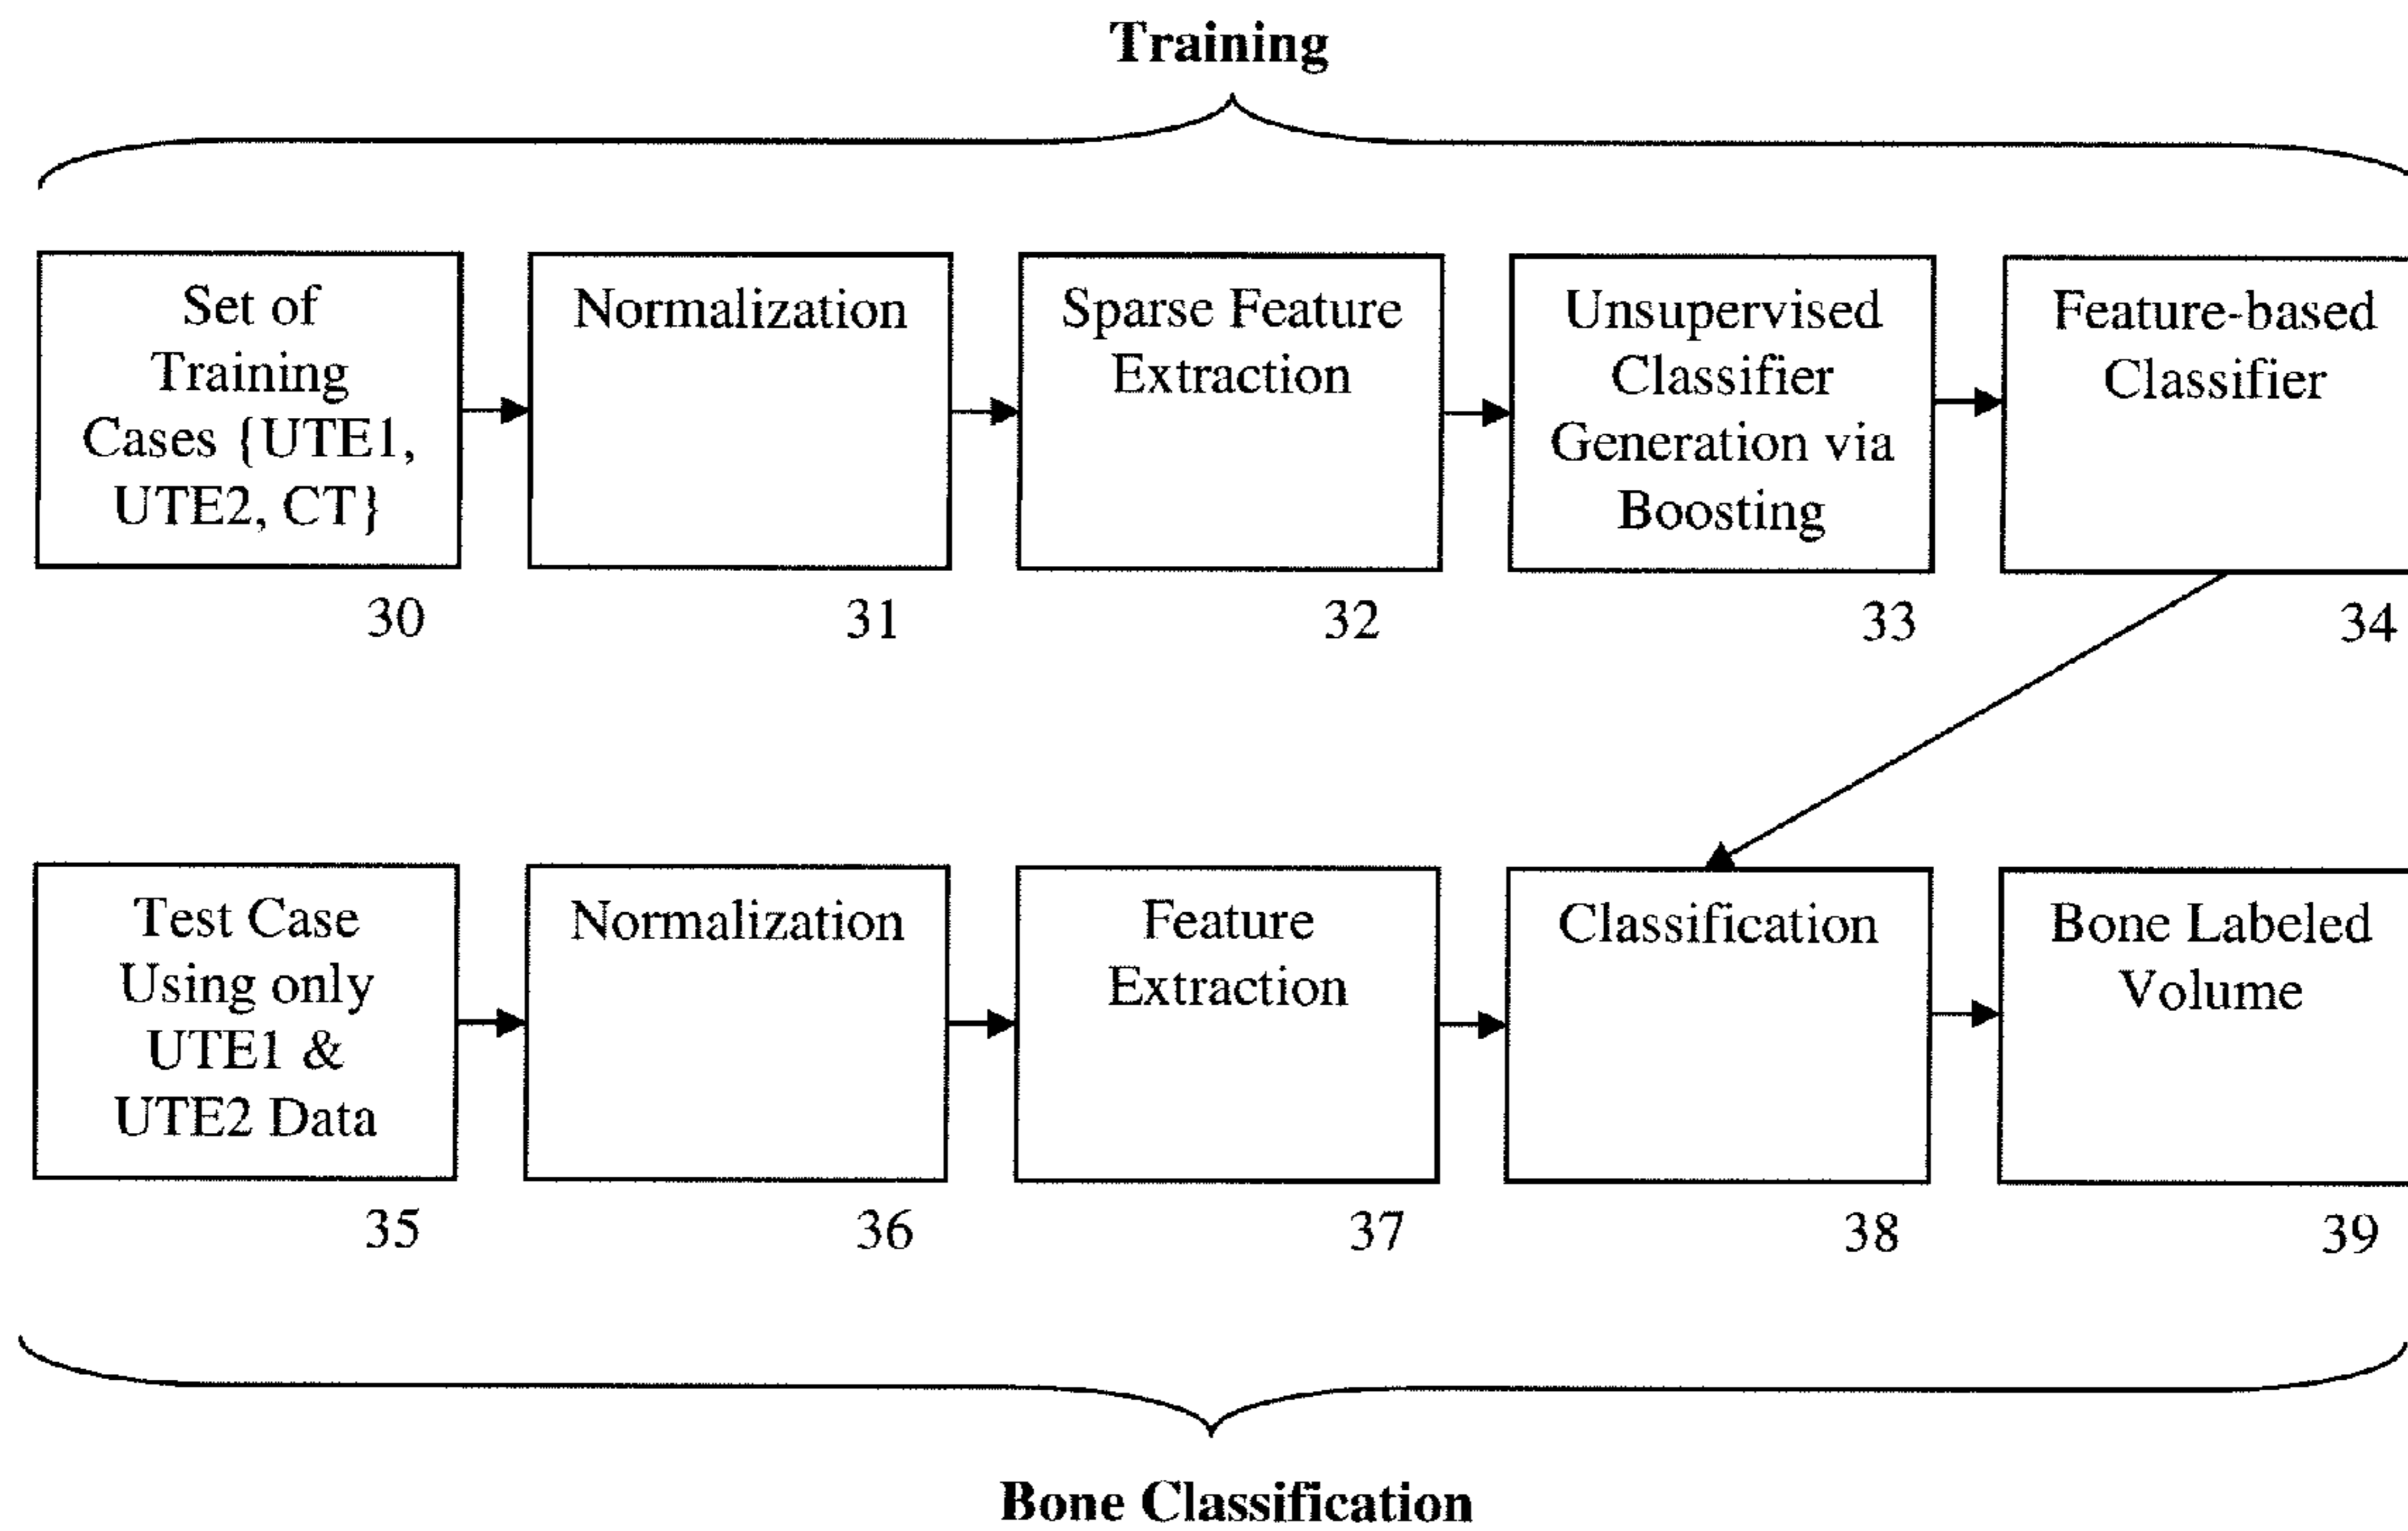 Training
Set of
Training
Cases {UTE1,
UTE2, CT}
30
Normalization
31
Sparse Feature
Extraction
32
Unsupervised
Classifier
Generation via
Boosting
33
Feature-based
Classifier
34
Test Case
Using only
UTE1 &
UTE2 Data
35
Normalization
36
Feature
Extraction
37
Classification
38
Bone Labeled
Volume
39
Bone Classification